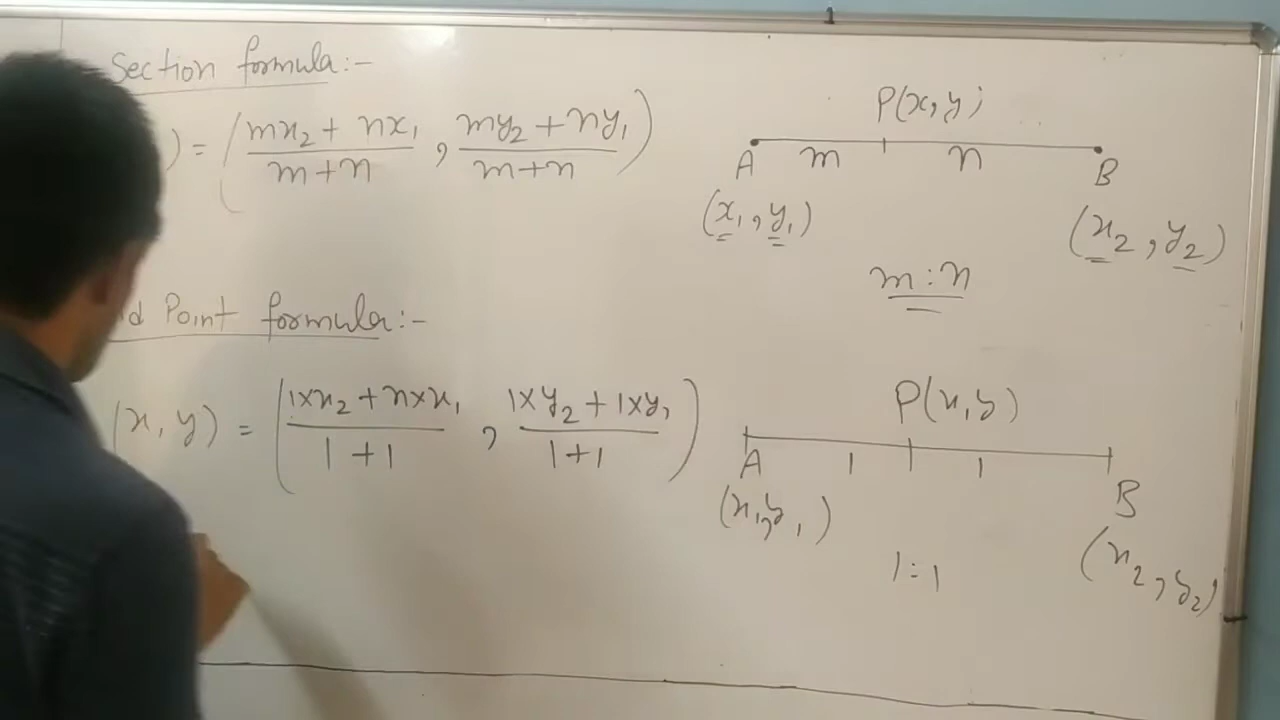 Section formula:-
) = (mx₂ + nx₁ / m+n , my₂ + ny₁ / m+n)
P(x,y)
A m n B
(x₁, y₁) (x₂, y₂)
m:n
d Point formula:-
(x, y) = (1×x₂ + n×x₁ / 1+1 , 1×y₂ + 1×y₁ / 1+1)
P(x,y)
A 1 1 B
(x₁, y₁) (x₂, y₂)
1:1